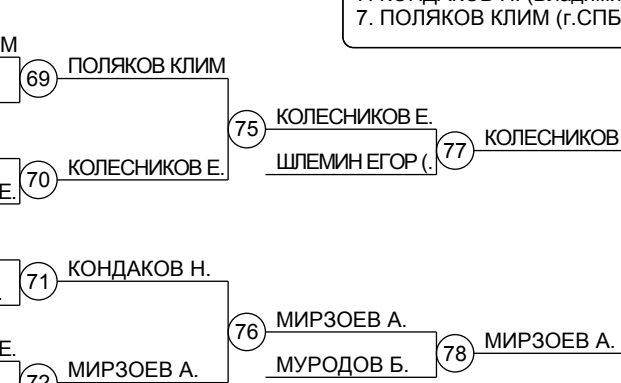 7. ПОЛЯКОВ КЛИМ (г.СПБ
М
69 ПОЛЯКОВ КЛИМ
75 КОЛЕСНИКОВ Е.
77 КОЛЕСНИКОВ
ШЛЕМИН ЕГОР (.
Е. 70 КОЛЕСНИКОВ Е.
71 КОНДАКОВ Н.
76 МИРЗОЕВ А.
78 МИРЗОЕВ А.
Е.
МУРОДОВ Б.
72 МИРЗОЕВ А.